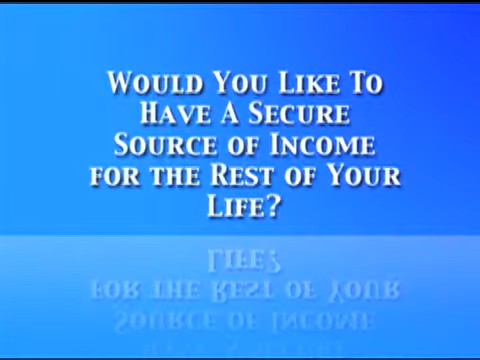 Would You Like To
Have A Secure
Source of Income
for the Rest of Your
Life?